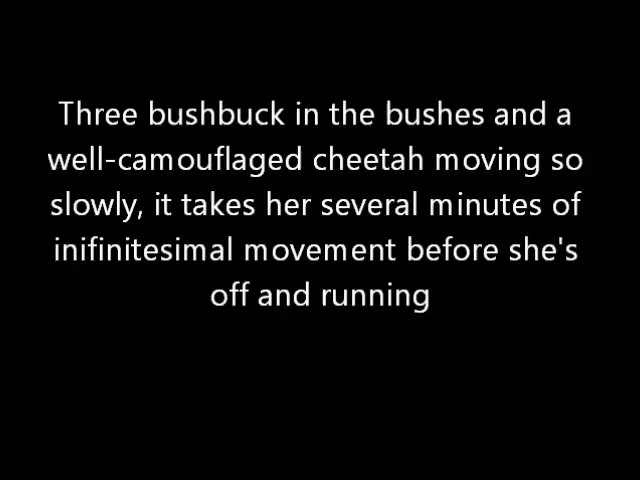 Three bushbuck in the bushes and a
well-camouflaged cheetah moving so
slowly, it takes her several minutes of
inifinitesimal movement before she's
off and running